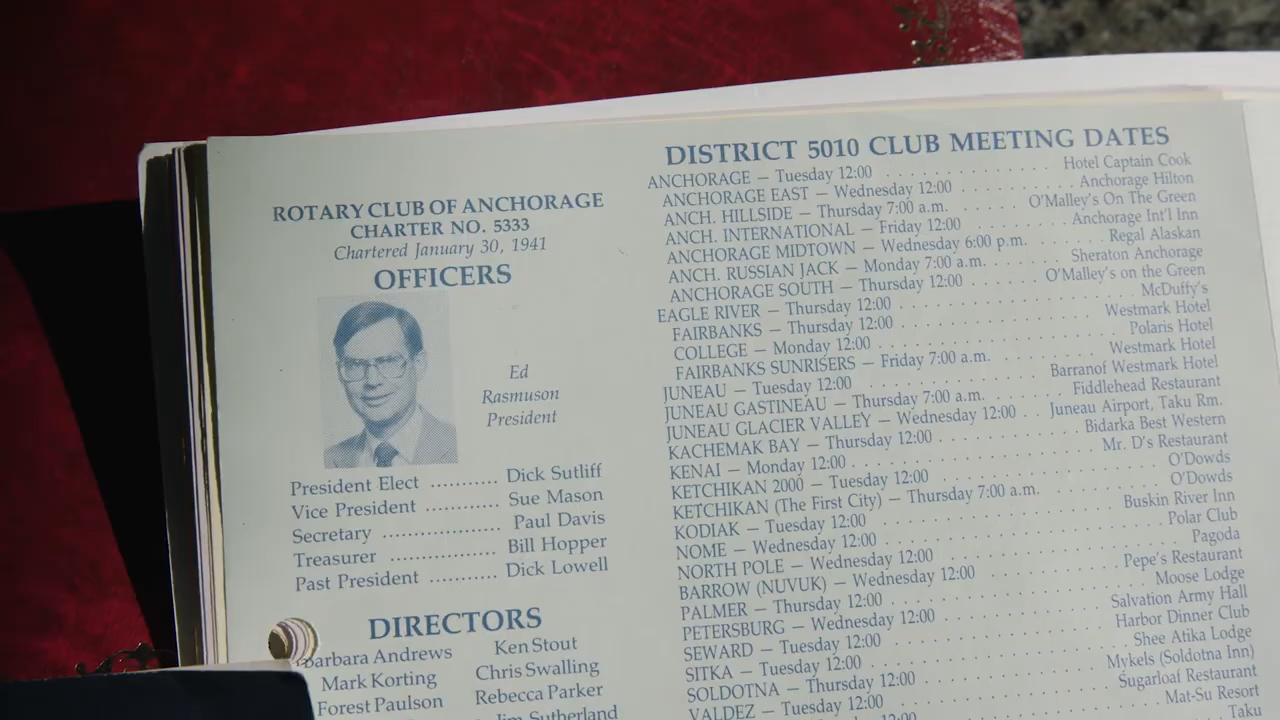 ROTARY CLUB OF ANCHORAGE
CHARTER NO. 5333
Chartered January 30, 1941
OFFICERS
Ed
Rasmuson
President
President Elect ........... Dick Sutliff
Vice President ............ Sue Mason
Secretary ................... Paul Davis
Treasurer ................. Bill Hopper
Past President ........... Dick Lowell
DIRECTORS
Barbara Andrews Ken Stout
Mark Korting Chris Swalling
Forest Paulson Rebecca Parker
Jim Sutherland
DISTRICT 5010 CLUB MEETING DATES
ANCHORAGE — Tuesday 12:00 . . . . . Hotel Captain Cook
ANCHORAGE EAST — Wednesday 12:00 . . . . . Anchorage Hilton
ANCH. HILLSIDE — Thursday 7:00 a.m. . . . . . O'Malley's On The Green
ANCH. INTERNATIONAL — Friday 12:00 . . . . . Anchorage Int'l Inn
ANCHORAGE MIDTOWN — Wednesday 6:00 p.m. . . . . . Regal Alaskan
ANCH. RUSSIAN JACK — Monday 7:00 a.m. . . . . . Sheraton Anchorage
ANCHORAGE SOUTH — Thursday 12:00 . . . . . O'Malley's on the Green
EAGLE RIVER — Thursday 12:00 . . . . . McDuffy's
FAIRBANKS — Thursday 12:00 . . . . . Westmark Hotel
COLLEGE — Monday 12:00 . . . . . Polaris Hotel
FAIRBANKS SUNRISERS — Friday 7:00 a.m. . . . . . Westmark Hotel
JUNEAU — Tuesday 12:00 . . . . . Barranof Westmark Hotel
JUNEAU GASTINEAU — Thursday 7:00 a.m. . . . . . Fiddlehead Restaurant
JUNEAU GLACIER VALLEY — Wednesday 12:00 . . Juneau Airport, Taku Rm.
KACHEMAK BAY — Thursday 12:00 . . . . . Bidarka Best Western
KENAI — Monday 12:00 . . . . . Mr. D's Restaurant
KETCHIKAN 2000 — Tuesday 12:00 . . . . . O'Dowds
KETCHIKAN (The First City) — Thursday 7:00 a.m. . . . . . O'Dowds
KODIAK — Tuesday 12:00 . . . . . Buskin River Inn
NOME — Wednesday 12:00 . . . . . Polar Club
NORTH POLE — Wednesday 12:00 . . . . . Pagoda
BARROW (NUVUK) — Wednesday 12:00 . . . . . Pepe's Restaurant
PALMER — Thursday 12:00 . . . . . Moose Lodge
PETERSBURG — Wednesday 12:00 . . . . . Salvation Army Hall
SEWARD — Tuesday 12:00 . . . . . Harbor Dinner Club
SITKA — Tuesday 12:00 . . . . . Shee Atika Lodge
SOLDOTNA — Thursday 12:00 . . . . . Mykels (Soldotna Inn)
VALDEZ — Tuesday 12:00 . . . . . Sugarloaf Restaurant
12:00 . . . . . Mat-Su Resort
Taku